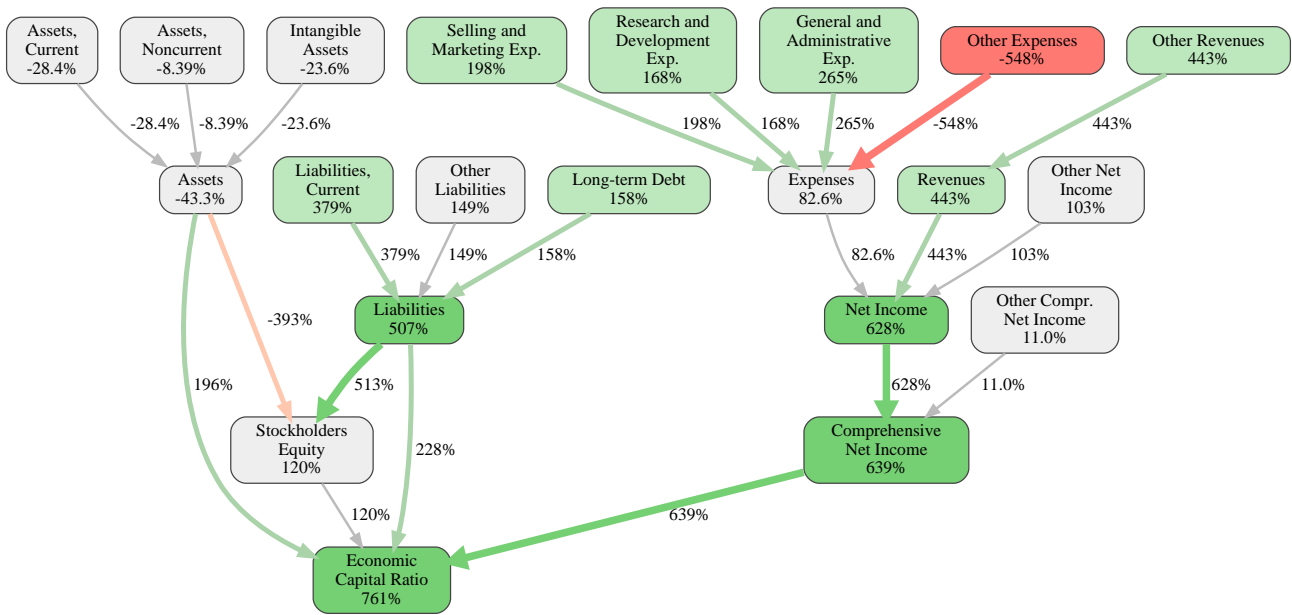 Assets,
Current
-28.4%
Assets,
Noncurrent
-8.39%
Intangible
Assets
-23.6%
Selling and
Marketing Exp.
198%
Research and
Development
Exp.
168%
General and
Administrative
Exp.
265%
Other Expenses
-548%
Other Revenues
443%
-28.4%
-8.39%
-23.6%
198%
168%
265%
-548%
443%
Assets
-43.3%
Liabilities,
Current
379%
Other
Liabilities
149%
Long-term Debt
158%
Expenses
82.6%
Revenues
443%
Other Net
Income
103%
379%
149%
158%
82.6%
443%
103%
-393%
Liabilities
507%
Net Income
628%
Other Compr.
Net Income
11.0%
196%
513%
628%
11.0%
Stockholders
Equity
120%
228%
Comprehensive
Net Income
639%
120%
639%
Economic
Capital Ratio
761%